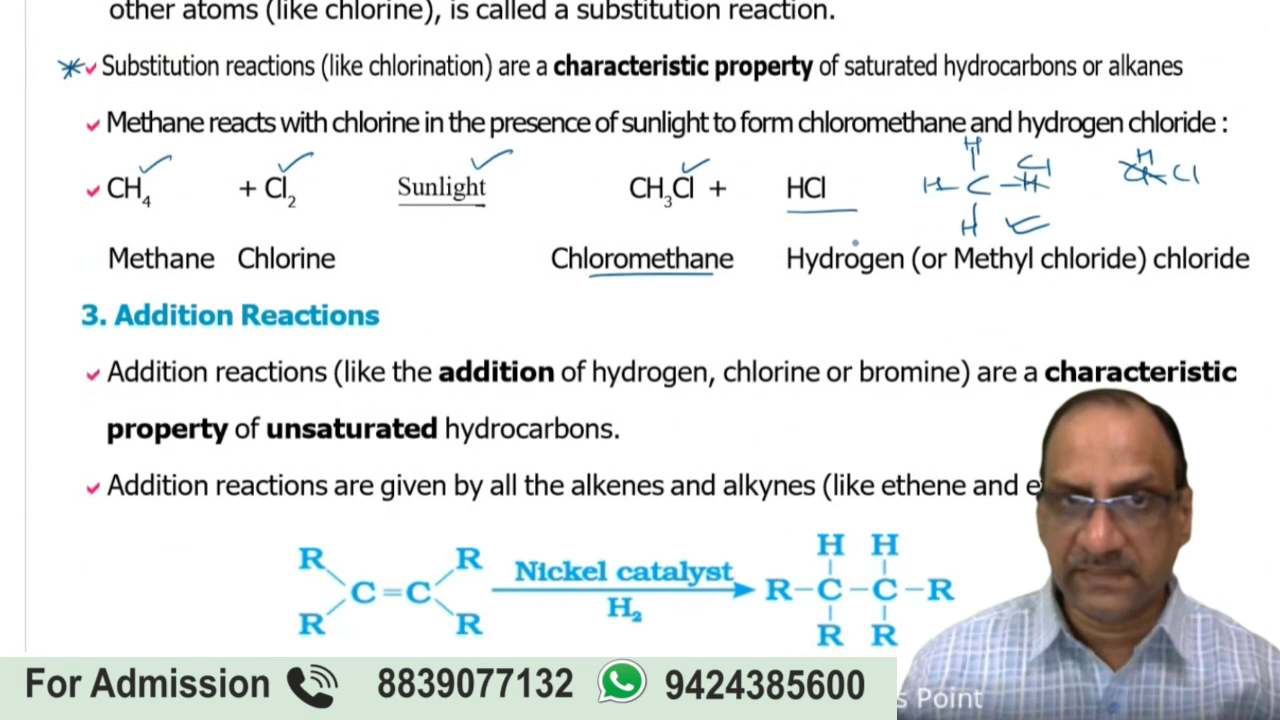 other atoms (like chlorine), is called a substitution reaction.
Substitution reactions (like chlorination) are a characteristic property of saturated hydrocarbons or alkanes
Methane reacts with chlorine in the presence of sunlight to form chloromethane and hydrogen chloride :
CH₄ + Cl₂ Sunlight CH₃Cl + HCl
H
H C H Cl
H
H Cl
Methane Chlorine Chloromethane Hydrogen (or Methyl chloride) chloride
3. Addition Reactions
Addition reactions (like the addition of hydrogen, chlorine or bromine) are a characteristic
property of unsaturated hydrocarbons.
Addition reactions are given by all the alkenes and alkynes (like ethene and e
R R
C=C
R R
Nickel catalyst
H₂
H H
R-C-C-R
R R
For Admission 8839077132 9424385600
s Point